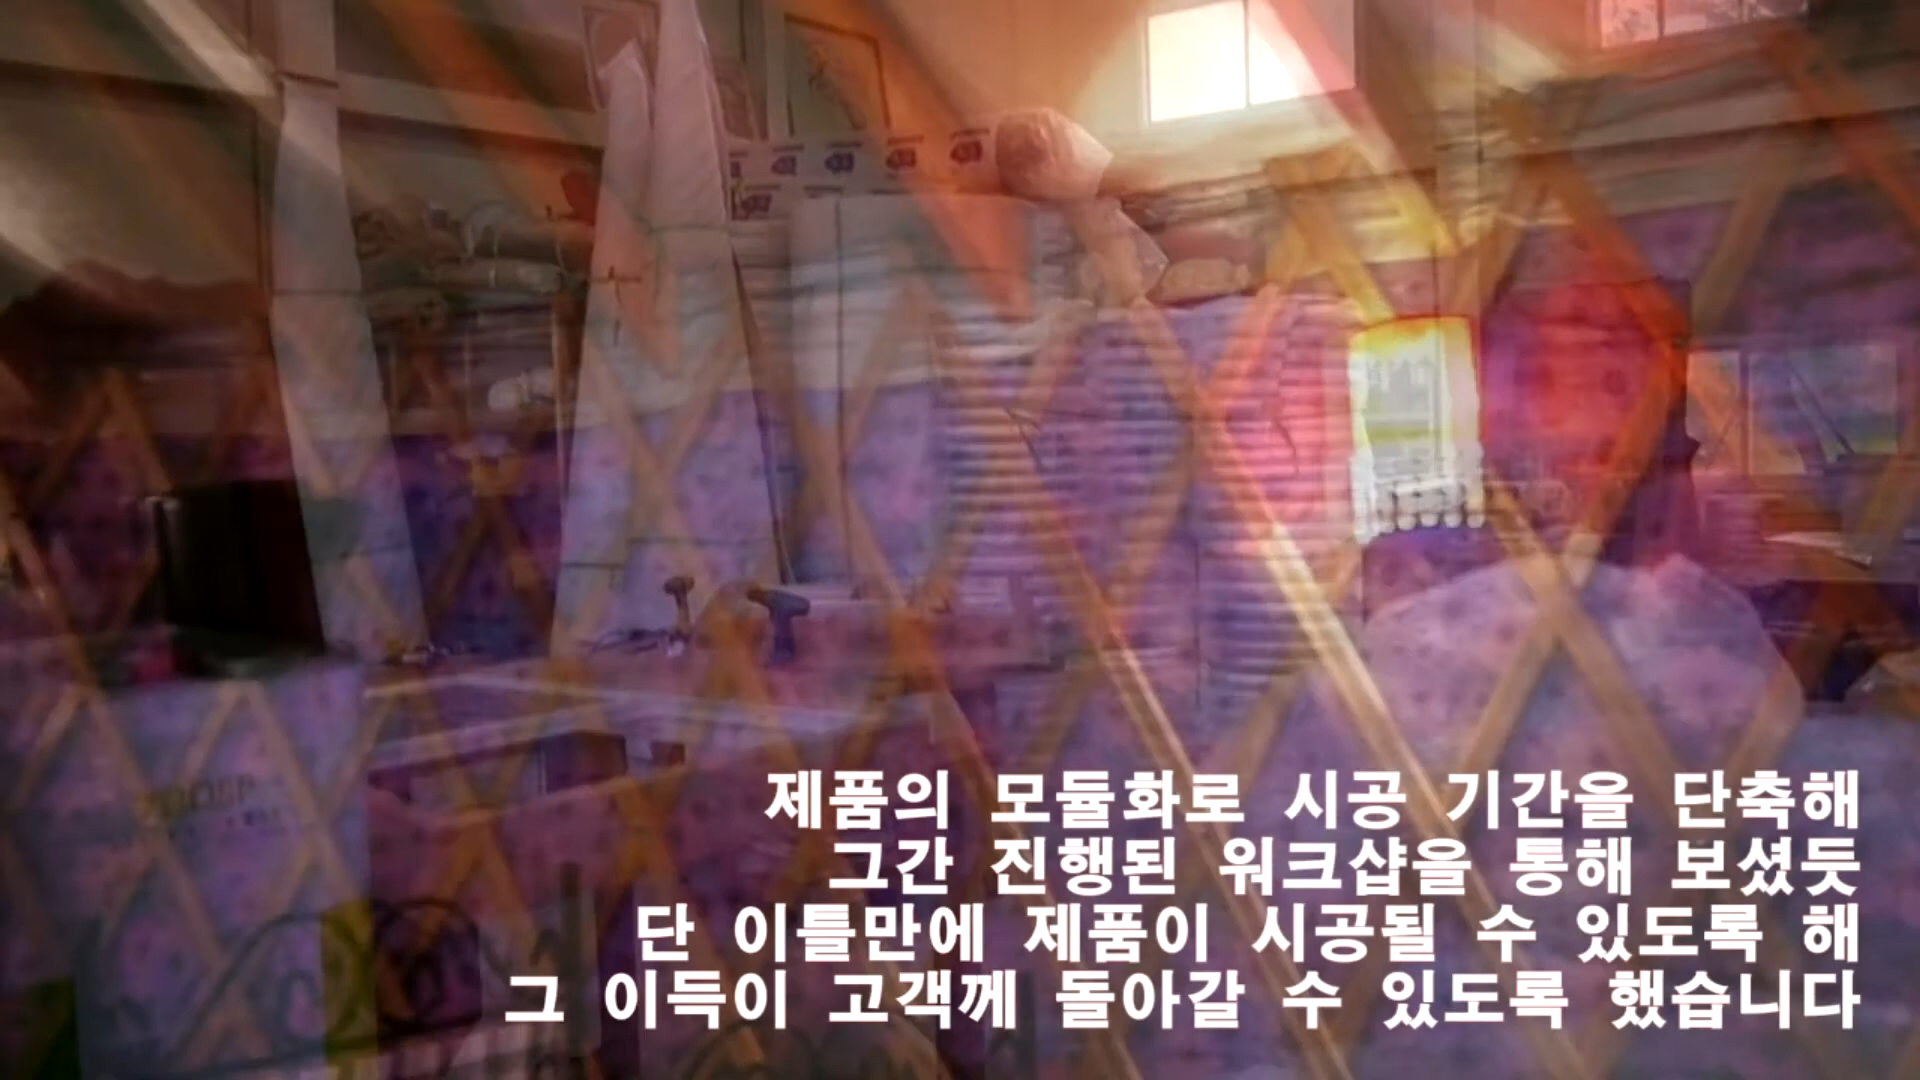 제품의 모듈화로 시공 기간을 단축해
그간 진행된 워크샵을 통해 보셨듯
단 이틀만에 제품이 시공될 수 있도록 해
그 이득이 고객께 돌아갈 수 있도록 했습니다